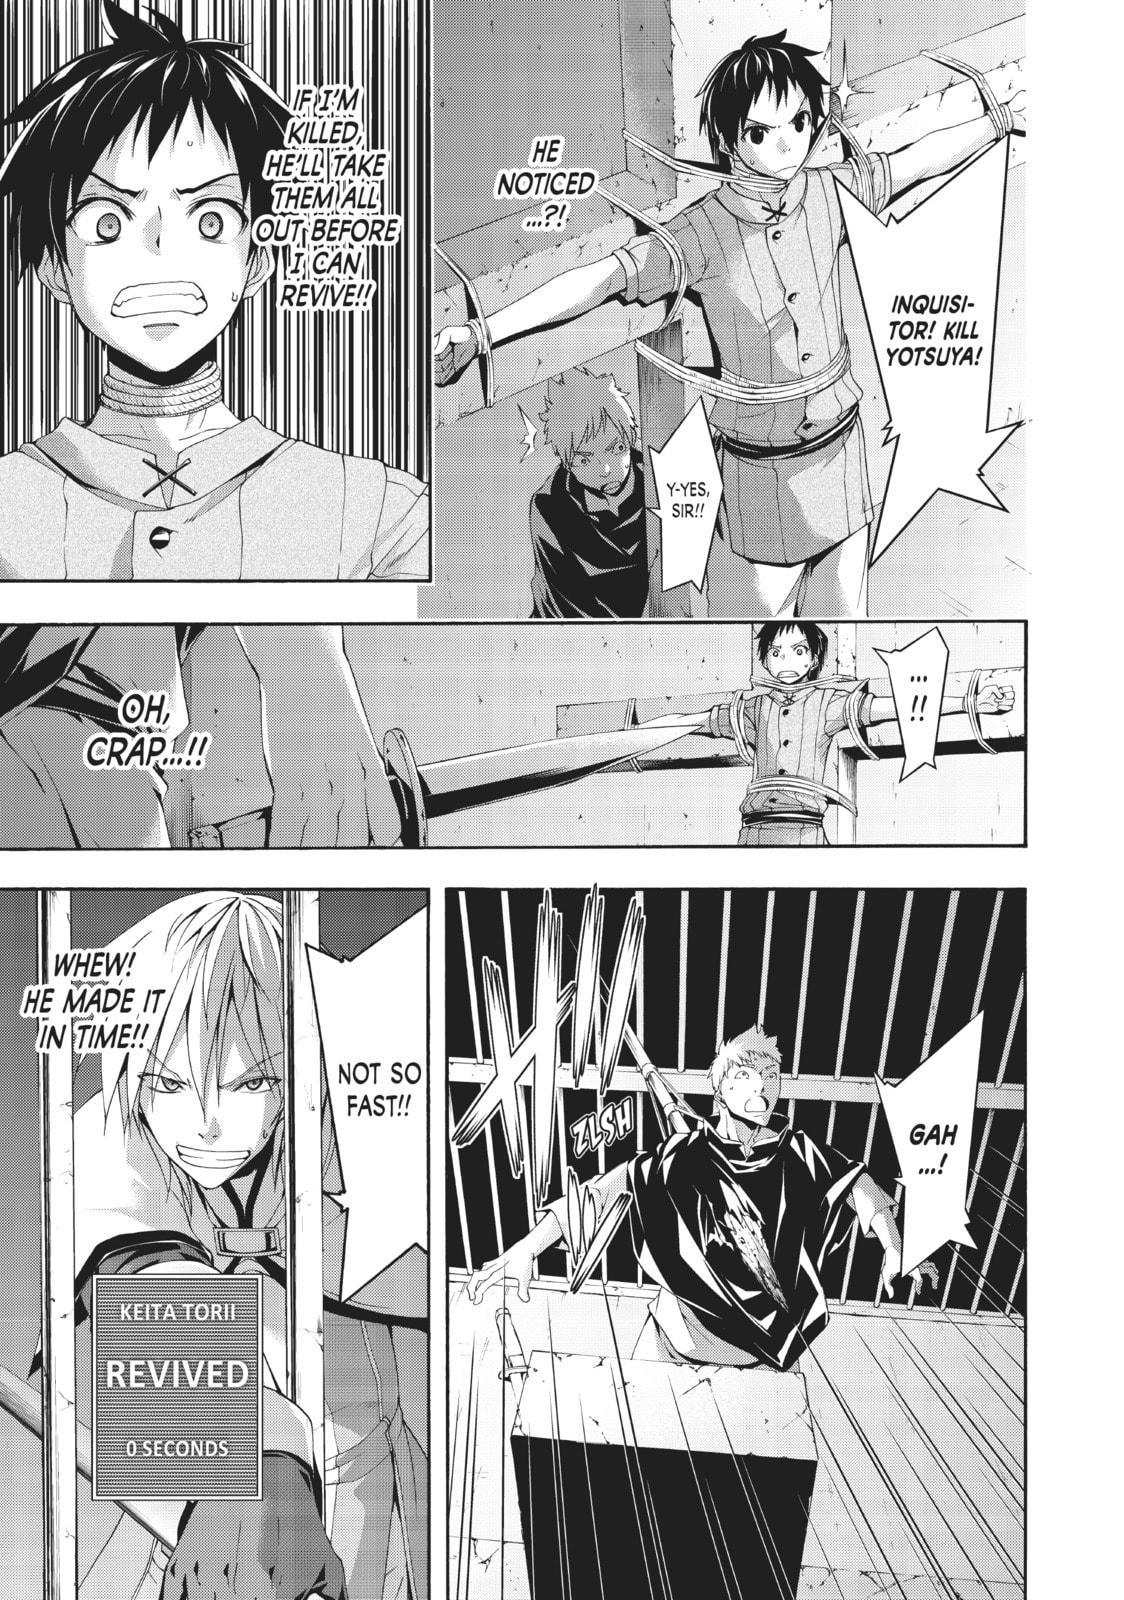 INQUISI-
TOR! KILL
YOTSUYA!
HE
NOTICED
...?!
Y-YES,
SIR!!
IF I'M
KILLED,
HE'LL TAKE
THEM ALL
OUT BEFORE
I CAN
REVIVE!!
...
!!
OH,
CRAP...!!
GAH
...!
ZLSH
NOT SO
FAST!!
WHEW!
HE MADE IT
IN TIME!!
KEITA TORII
REVIVED
0 SECONDS